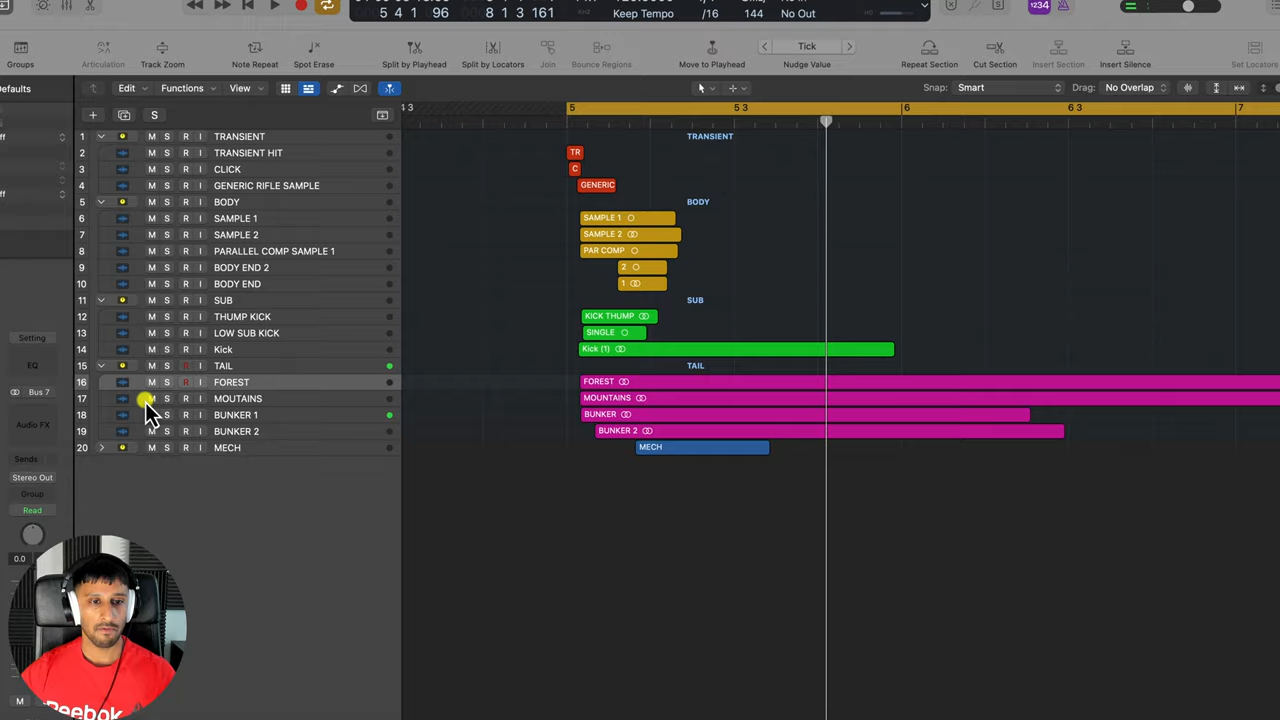 5 4 1 96
8 1 3 161
Keep Tempo
/16
144
No Out
1234
Groups
Articulation
Track Zoom
Note Repeat
Spot Erase
Split by Playhead
Split by Locators
Join
Bounce Regions
Move to Playhead
Tick
Nudge Value
Repeat Section
Cut Section
Insert Section
Insert Silence
Set Locators
Defaults
Edit
Functions
View
Snap: Smart
Drag: No Overlap
S
4 3
5
5 3
6
6 3
7
1 M S R I TRANSIENT
TRANSIENT
2 M S R I TRANSIENT HIT
TR
3 M S R I CLICK
C
4 M S R I GENERIC RIFLE SAMPLE
GENERIC
5 M S R I BODY
BODY
6 M S R I SAMPLE 1
SAMPLE 1
7 M S R I SAMPLE 2
SAMPLE 2
8 M S R I PARALLEL COMP SAMPLE 1
PAR COMP
9 M S R I BODY END 2
2
10 M S R I BODY END
1
11 M S R I SUB
SUB
12 M S R I THUMP KICK
KICK THUMP
13 M S R I LOW SUB KICK
SINGLE
14 M S R I Kick
Kick (1)
15 M S R I TAIL
TAIL
16 M S R I FOREST
FOREST
17 M S R I MOUTAINS
MOUNTAINS
18 S R I BUNKER 1
BUNKER
19 M S R I BUNKER 2
BUNKER 2
20 M S R I MECH
MECH
Setting
EQ
Bus 7
Audio FX
Sends
Stereo Out
Group
Read
0.0
M
Reebok